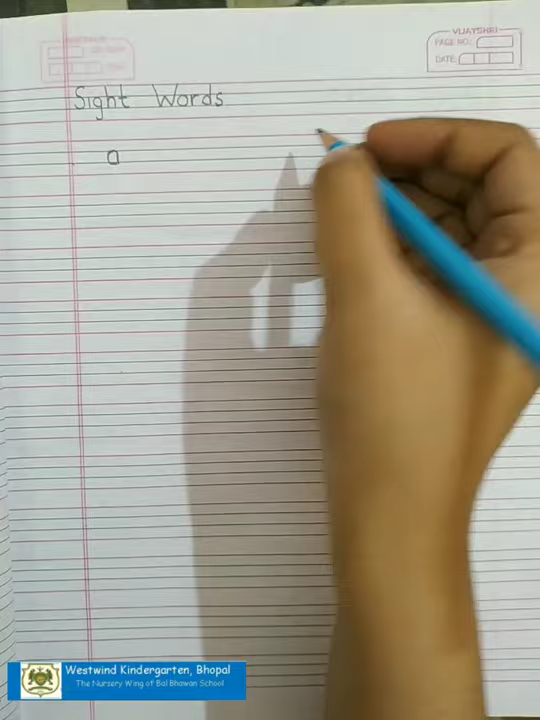 VIJAYSHRI
PAGE NO.:
DATE:
Sight Words
a
Westwind Kindergarten, Bhopal
The Nursery Wing of Bal Bhawan School